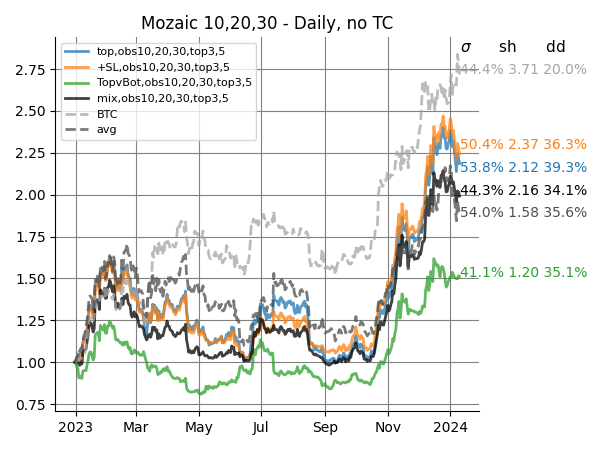 Mozaic 10,20,30 - Daily, no TC
σ sh dd
top,obs10,20,30,top3,5
+SL,obs10,20,30,top3,5
TopvBot,obs10,20,30,top3,5
mix,obs10,20,30,top3,5
BTC
avg
44.4% 3.71 20.0%
50.4% 2.37 36.3%
53.8% 2.12 39.3%
44.3% 2.16 34.1%
54.0% 1.58 35.6%
41.1% 1.20 35.1%
2.75
2.50
2.25
2.00
1.75
1.50
1.25
1.00
0.75
2023 Mar May Jul Sep Nov 2024